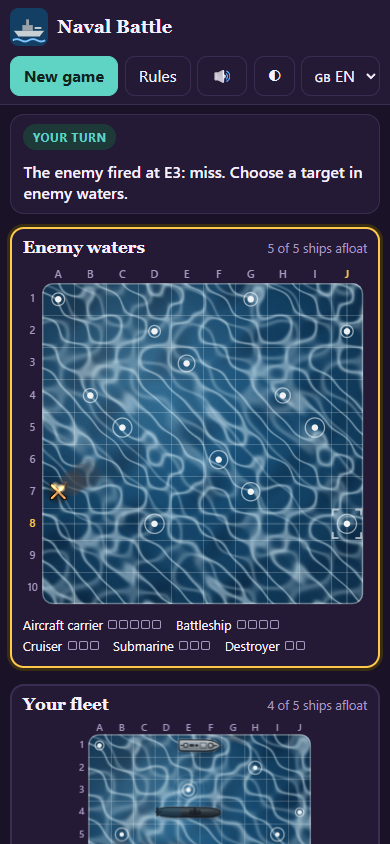 Naval Battle
New game
Rules
GB EN
YOUR TURN
The enemy fired at E3: miss. Choose a target in
enemy waters.
Enemy waters
5 of 5 ships afloat
A B C D E F G H I J
1
2
3
4
5
6
7
8
9
10
Aircraft carrier
Battleship
Cruiser
Submarine
Destroyer
Your fleet
4 of 5 ships afloat
A B C D E F G H I J
1
2
3
4
5